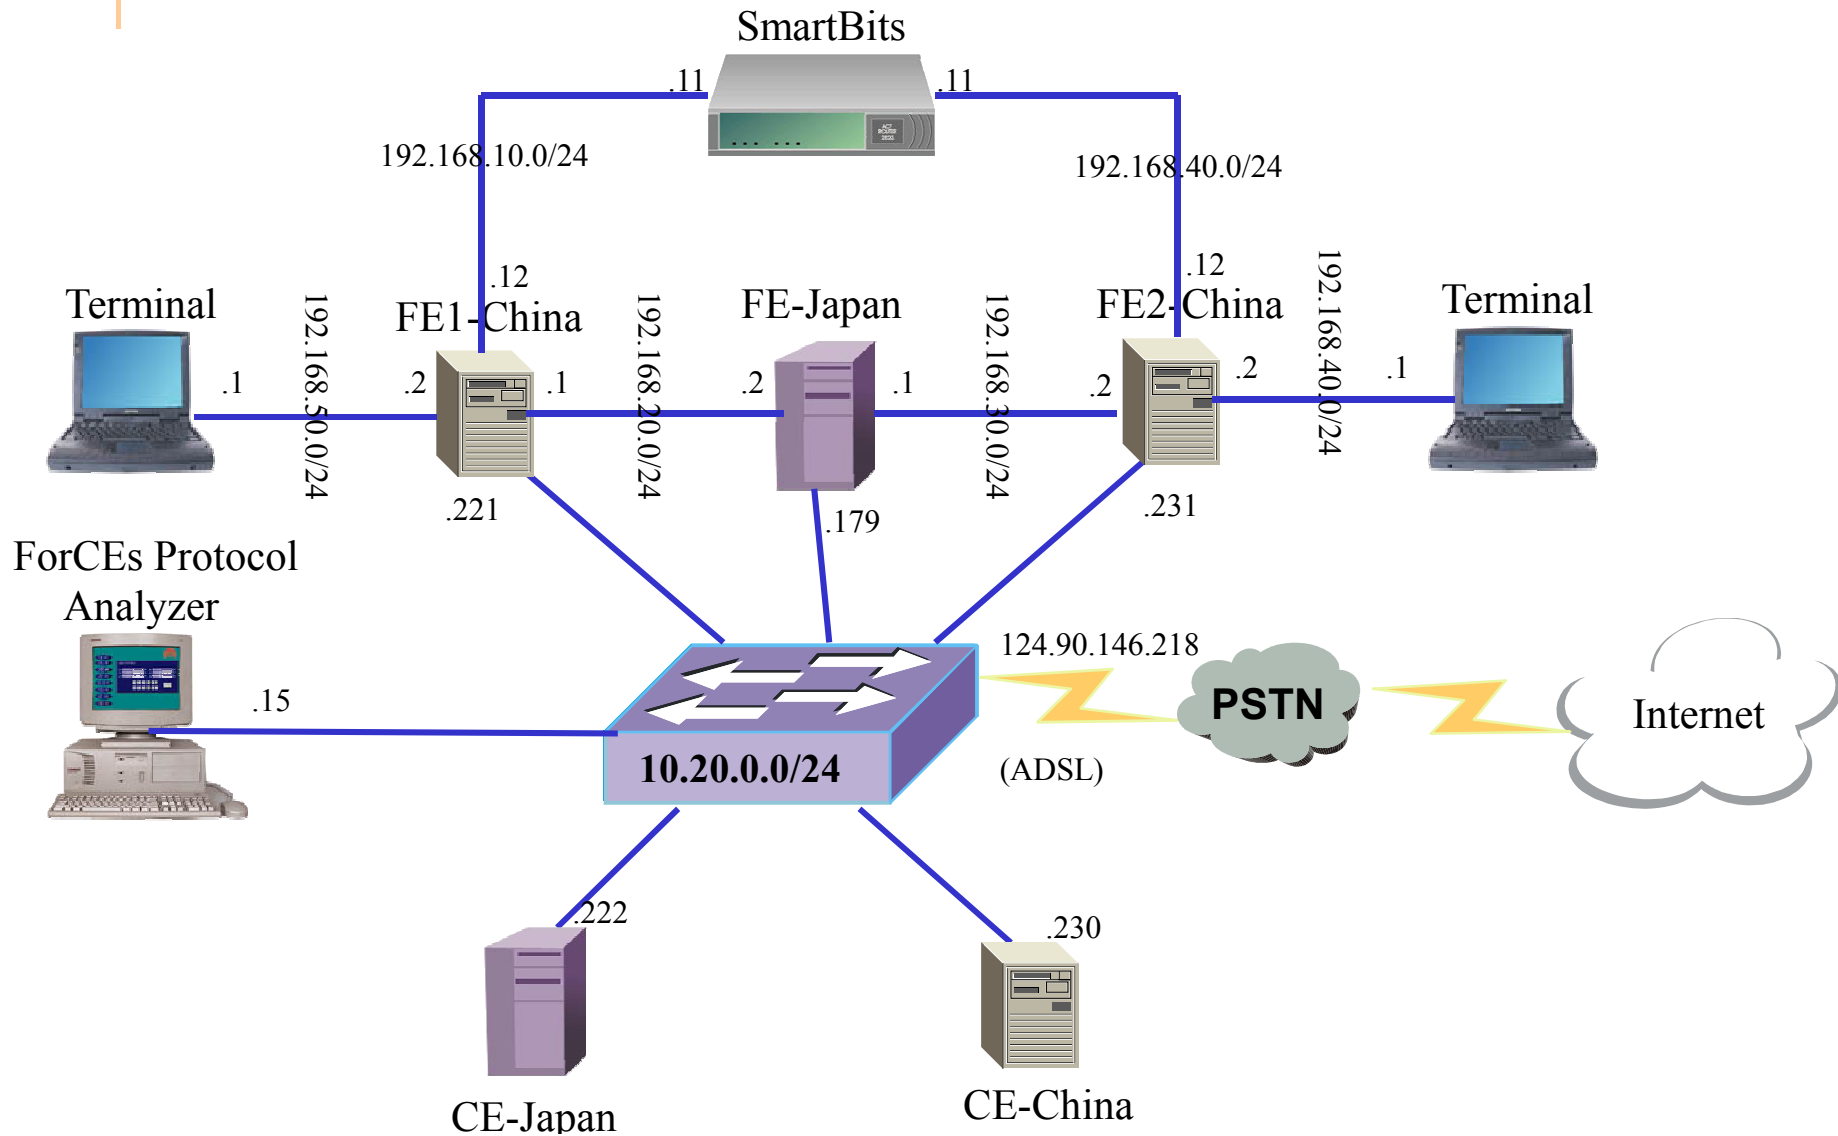 SmartBits
.11
.11
192.168.10.0/24
192.168.40.0/24
.12
.12
Terminal
FE1-China
FE-Japan
FE2-China
Terminal
192.168.50.0/24
192.168.20.0/24
192.168.30.0/24
192.168.40.0/24
.1
.2
.1
.2
.1
.2
.2
.1
.221
.179
.231
ForCEs Protocol
Analyzer
.15
124.90.146.218
PSTN
Internet
10.20.0.0/24
(ADSL)
.222
.230
CE-Japan
CE-China